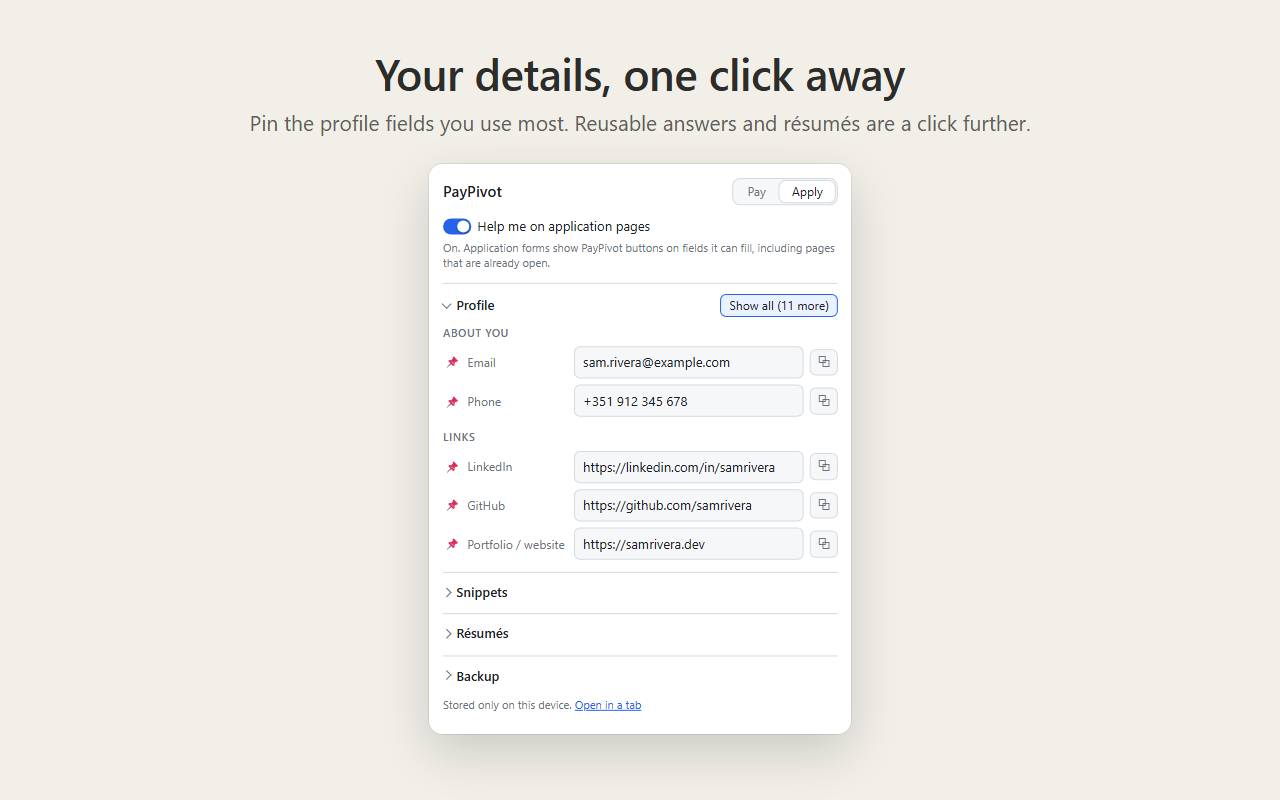 Your details, one click away
Pin the profile fields you use most. Reusable answers and résumés are a click further.
PayPivot
Pay
Apply
Help me on application pages
On. Application forms show PayPivot buttons on fields it can fill, including pages
that are already open.
Profile
Show all (11 more)
ABOUT YOU
Email
sam.rivera@example.com
Phone
+351 912 345 678
LINKS
LinkedIn
https://linkedin.com/in/samrivera
GitHub
https://github.com/samrivera
Portfolio / website
https://samrivera.dev
Snippets
Résumés
Backup
Stored only on this device. Open in a tab